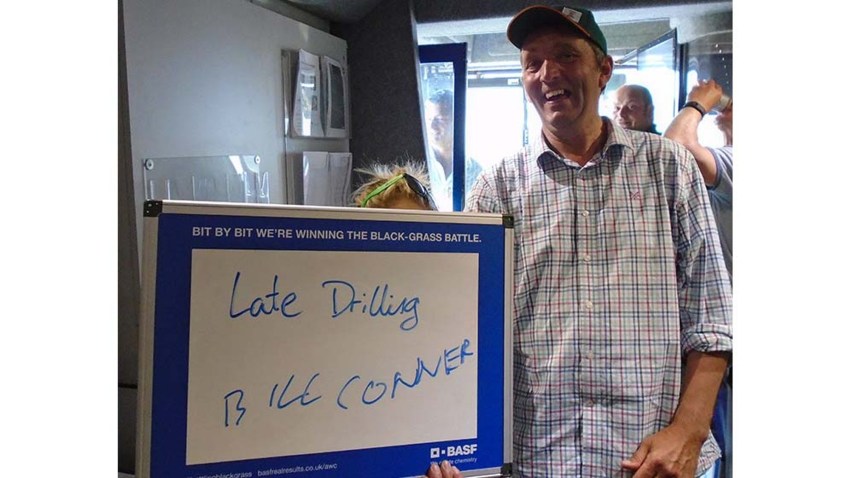 BIT BY BIT WE'RE WINNING THE BLACK-GRASS BATTLE.
Late Drilling
BILL CONNER
BASF
chemistry
basfrealresults.co.uk/awc